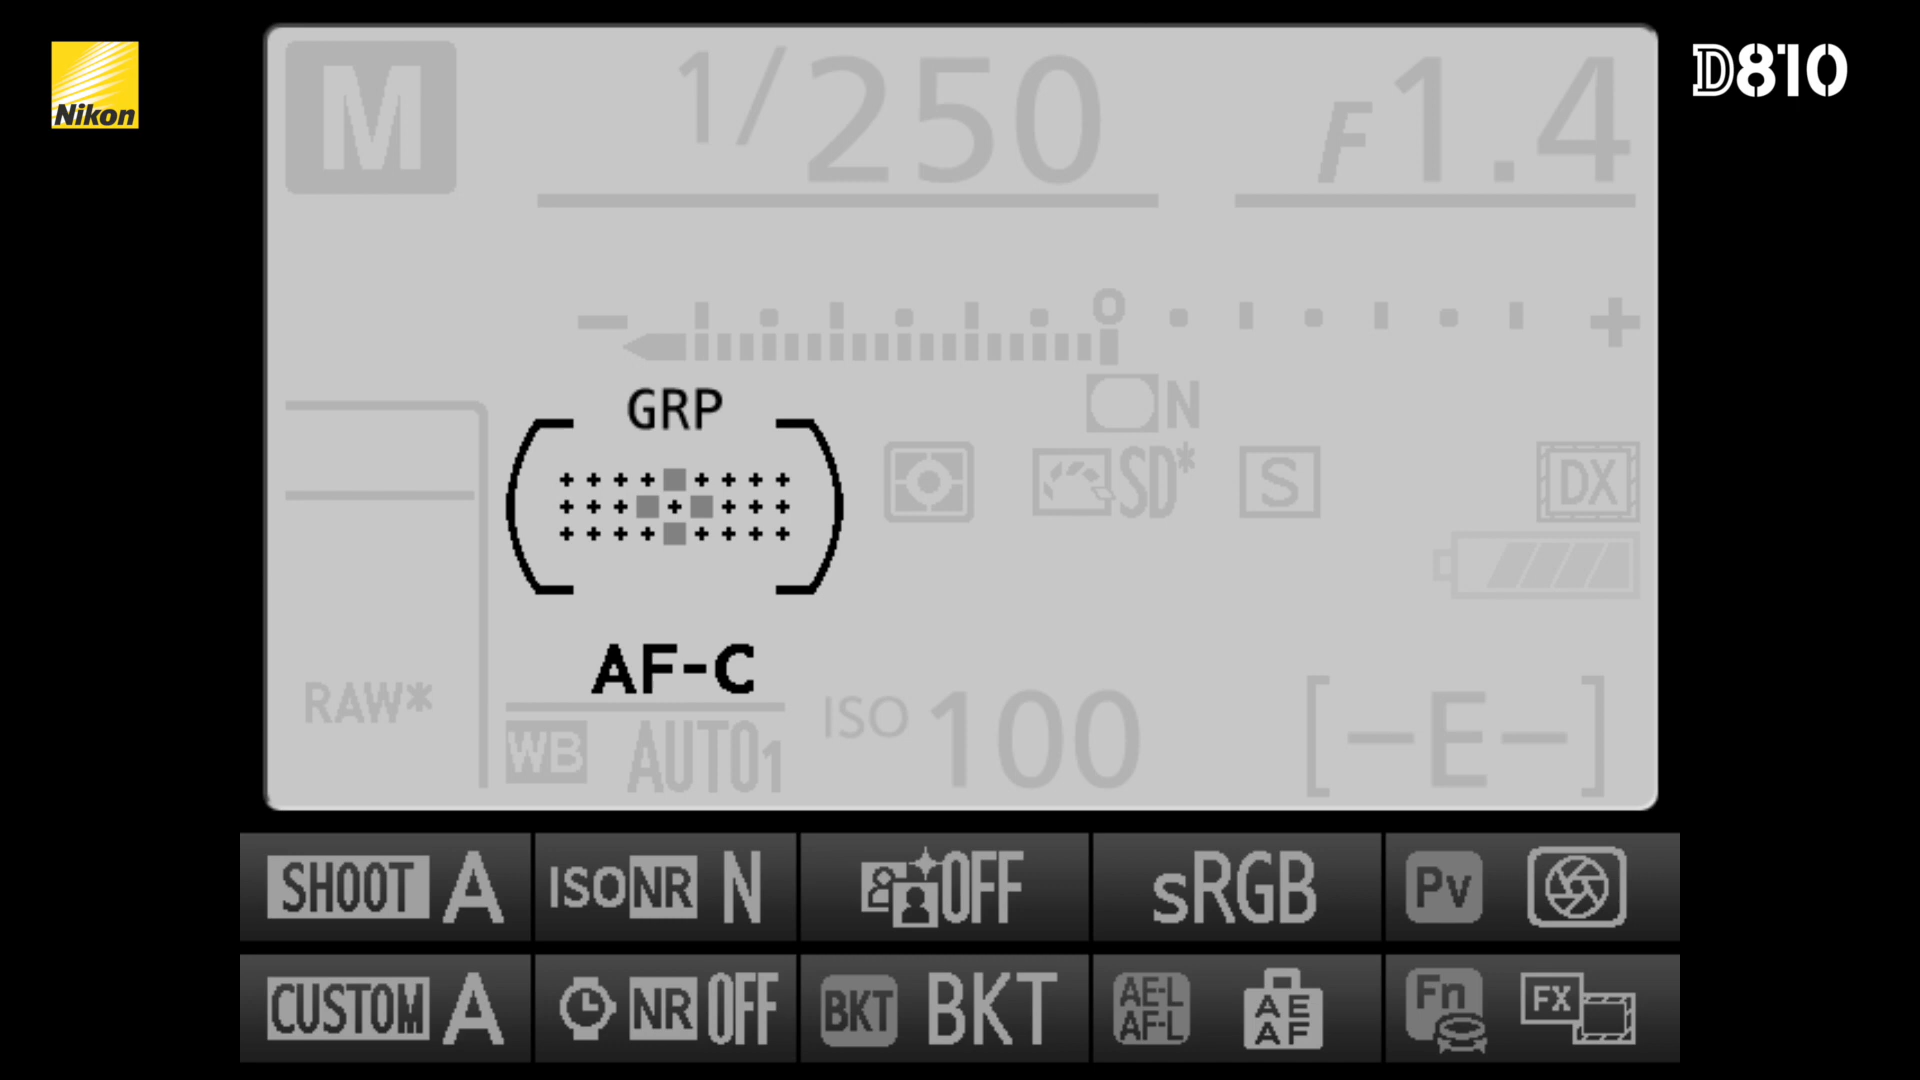 Nikon
D810
M 1/250 F1.4
− 0 +
N
GRP
SD* S DX
AF-C
RAW*
WB AUTO1 ISO 100 [–E–]
SHOOT A ISO NR N OFF sRGB Pv
CUSTOM A NR OFF BKT BKT AE-L AF-L AE AF Fn FX